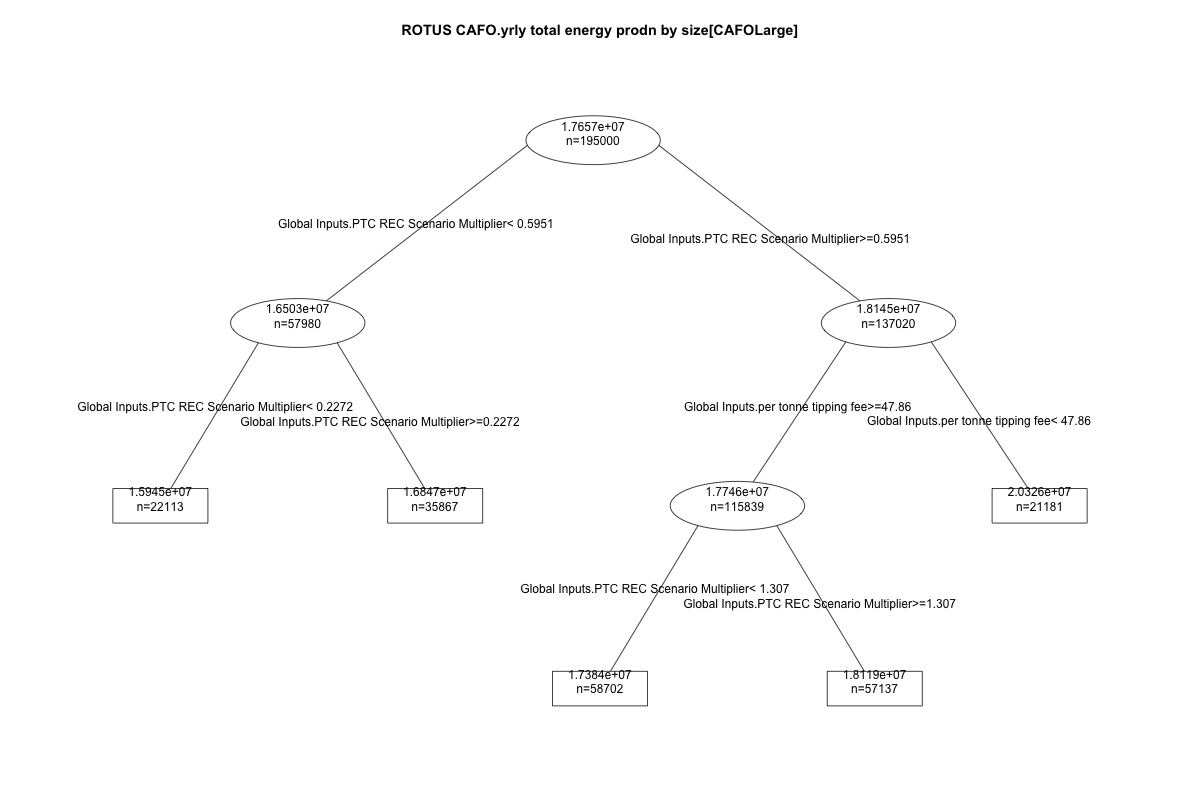 ROTUS CAFO.yrly total energy prodn by size[CAFOLarge]
1.7657e+07
n=195000
Global Inputs.PTC REC Scenario Multiplier< 0.5951
Global Inputs.PTC REC Scenario Multiplier>=0.5951
1.6503e+07
n=57980
1.8145e+07
n=137020
Global Inputs.PTC REC Scenario Multiplier< 0.2272
Global Inputs.PTC REC Scenario Multiplier>=0.2272
Global Inputs.per tonne tipping fee>=47.86
Global Inputs.per tonne tipping fee< 47.86
1.5945e+07
n=22113
1.6847e+07
n=35867
1.7746e+07
n=115839
2.0326e+07
n=21181
Global Inputs.PTC REC Scenario Multiplier< 1.307
Global Inputs.PTC REC Scenario Multiplier>=1.307
1.7384e+07
n=58702
1.8119e+07
n=57137